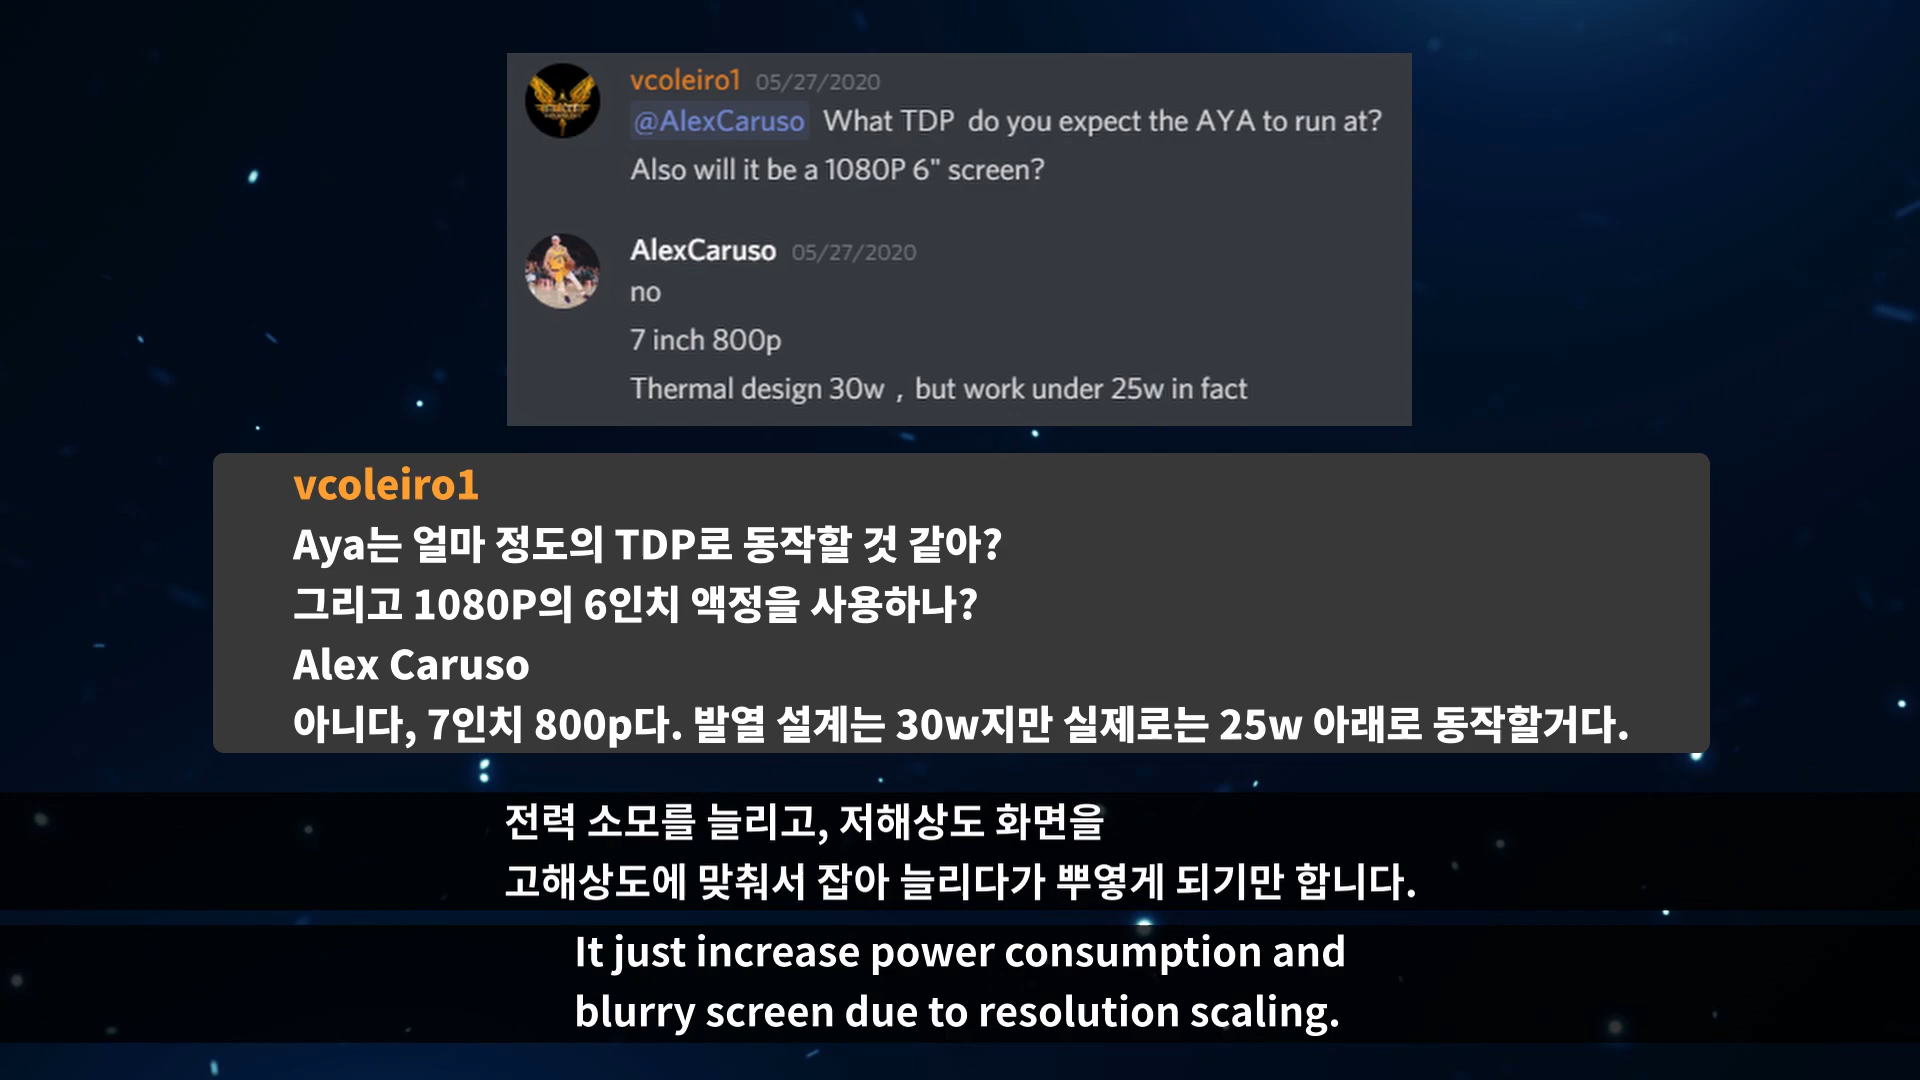 vcoleiro1 05/27/2020
@AlexCaruso What TDP do you expect the AYA to run at?
Also will it be a 1080P 6" screen?
AlexCaruso 05/27/2020
no
7 inch 800p
Thermal design 30w , but work under 25w in fact
vcoleiro1
Aya는 얼마 정도의 TDP로 동작할 것 같아?
그리고 1080P의 6인치 액정을 사용하나?
Alex Caruso
아니다, 7인치 800p다. 발열 설계는 30w지만 실제로는 25w 아래로 동작할거다.
전력 소모를 늘리고, 저해상도 화면을
고해상도에 맞춰서 잡아 늘리다가 뿌옇게 되기만 합니다.
It just increase power consumption and
blurry screen due to resolution scaling.